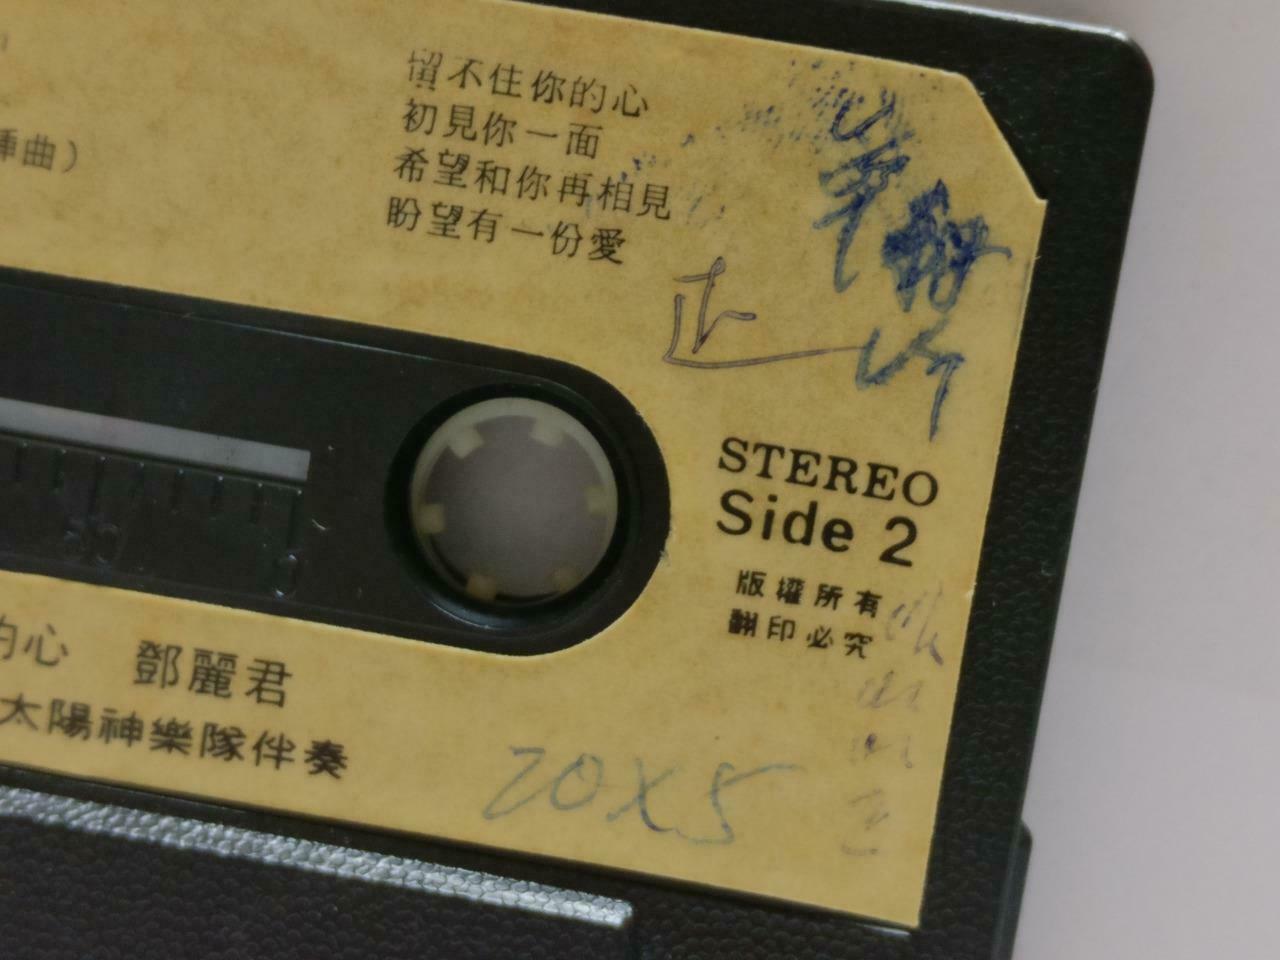 留不住你的心
初見你一面
希望和你再相見
盼望有一份愛
插曲）
STEREO
Side 2
版權所有
翻印必究
的心 鄧麗君
太陽神樂隊伴奏
20X5